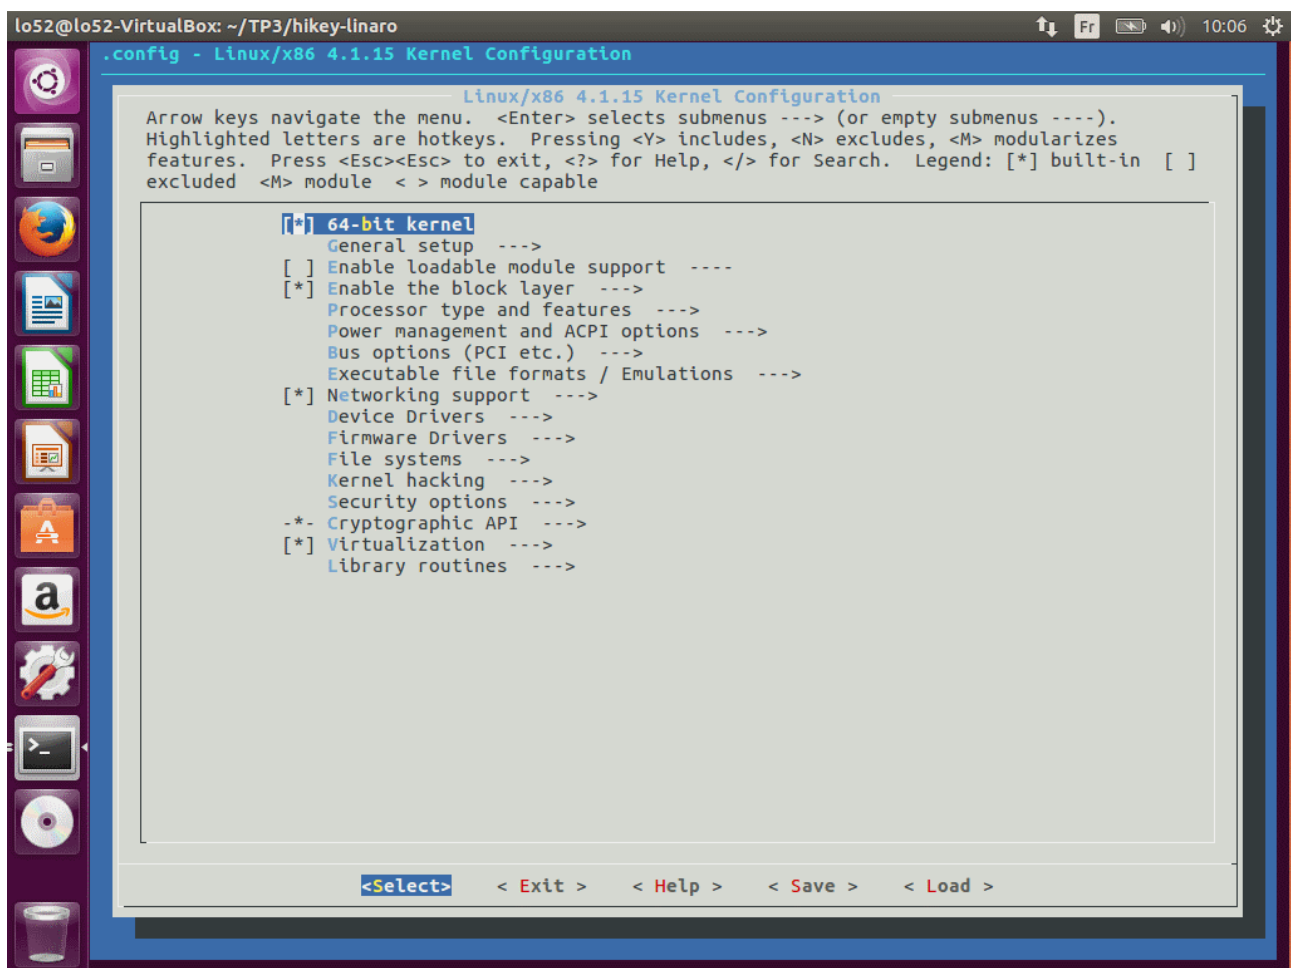 lo52@lo52-VirtualBox: ~/TP3/hikey-linaro Fr 10:06
.config - Linux/x86 4.1.15 Kernel Configuration
Linux/x86 4.1.15 Kernel Configuration
Arrow keys navigate the menu.  <Enter> selects submenus ---> (or empty submenus ----).
Highlighted letters are hotkeys.  Pressing <Y> includes, <N> excludes, <M> modularizes
features.  Press <Esc><Esc> to exit, <?> for Help, </> for Search.  Legend: [*] built-in  [ ]
excluded  <M> module  < > module capable
[*] 64-bit kernel
General setup  --->
[ ] Enable loadable module support  ----
[*] Enable the block layer  --->
Processor type and features  --->
Power management and ACPI options  --->
Bus options (PCI etc.)  --->
Executable file formats / Emulations  --->
[*] Networking support  --->
Device Drivers  --->
Firmware Drivers  --->
File systems  --->
Kernel hacking  --->
Security options  --->
-*- Cryptographic API  --->
[*] Virtualization  --->
Library routines  --->
<Select>    < Exit >    < Help >    < Save >    < Load >